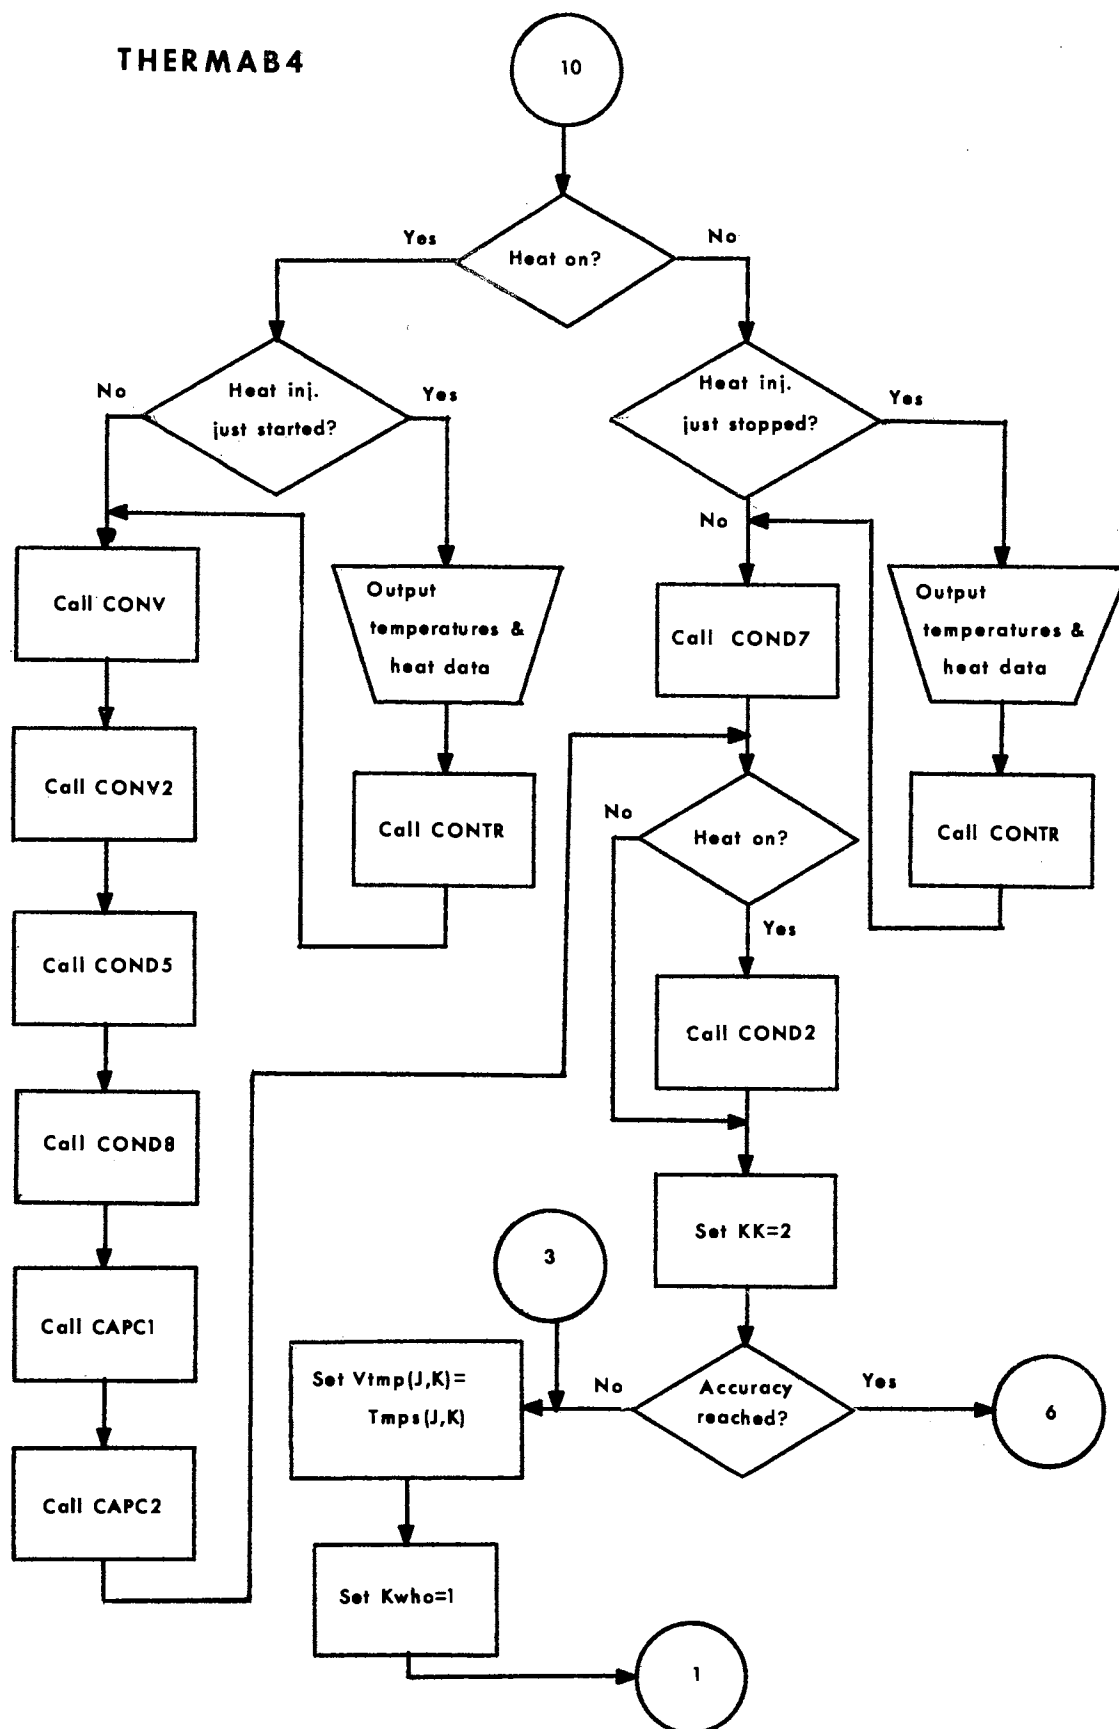 THERMAB4
10
Heat on?
Yes
No
Heat inj.
just started?
No
Yes
Heat inj.
just stopped?
Yes
No
Call CONV
Output
temperatures &
heat data
Call COND7
Output
temperatures &
heat data
Call CONV2
Call CONTR
Heat on?
No
Yes
Call CONTR
Call COND5
Call COND2
Call COND8
Set KK=2
3
Call CAPC1
Set Vtmp(J,K)=
Tmps(J,K)
No
Accuracy
reached?
Yes
6
Call CAPC2
Set Kwho=1
1